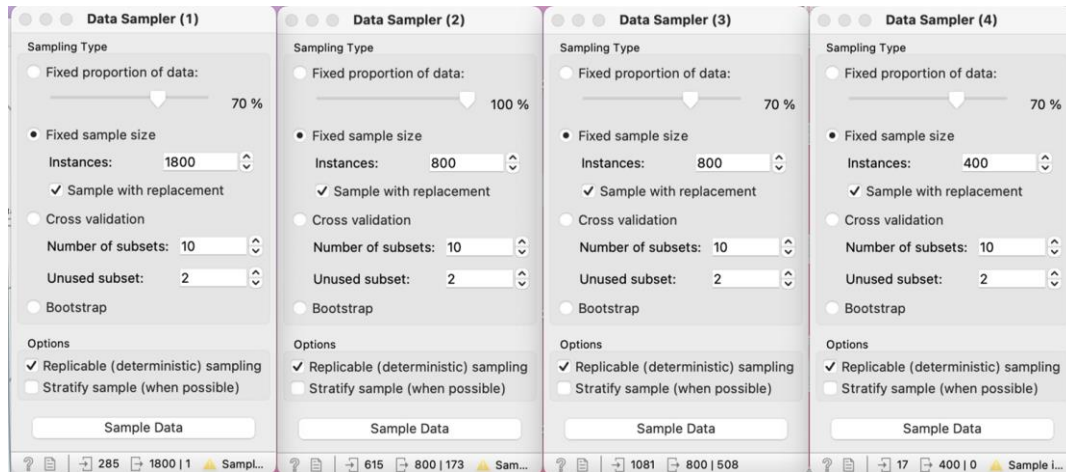 Data Sampler (1)
Sampling Type
Fixed proportion of data:
70 %
Fixed sample size
Instances: 1800
Sample with replacement
Cross validation
Number of subsets: 10
Unused subset: 2
Bootstrap
Options
Replicable (deterministic) sampling
Stratify sample (when possible)
Sample Data
? 285 1800 | 1 Sampl...
Data Sampler (2)
Sampling Type
Fixed proportion of data:
100 %
Fixed sample size
Instances: 800
Sample with replacement
Cross validation
Number of subsets: 10
Unused subset: 2
Bootstrap
Options
Replicable (deterministic) sampling
Stratify sample (when possible)
Sample Data
? 615 800 | 173 Sam...
Data Sampler (3)
Sampling Type
Fixed proportion of data:
70 %
Fixed sample size
Instances: 800
Sample with replacement
Cross validation
Number of subsets: 10
Unused subset: 2
Bootstrap
Options
Replicable (deterministic) sampling
Stratify sample (when possible)
Sample Data
? 1081 800 | 508
Data Sampler (4)
Sampling Type
Fixed proportion of data:
70 %
Fixed sample size
Instances: 400
Sample with replacement
Cross validation
Number of subsets: 10
Unused subset: 2
Bootstrap
Options
Replicable (deterministic) sampling
Stratify sample (when possible)
Sample Data
? 17 400 | 0 Sample i...